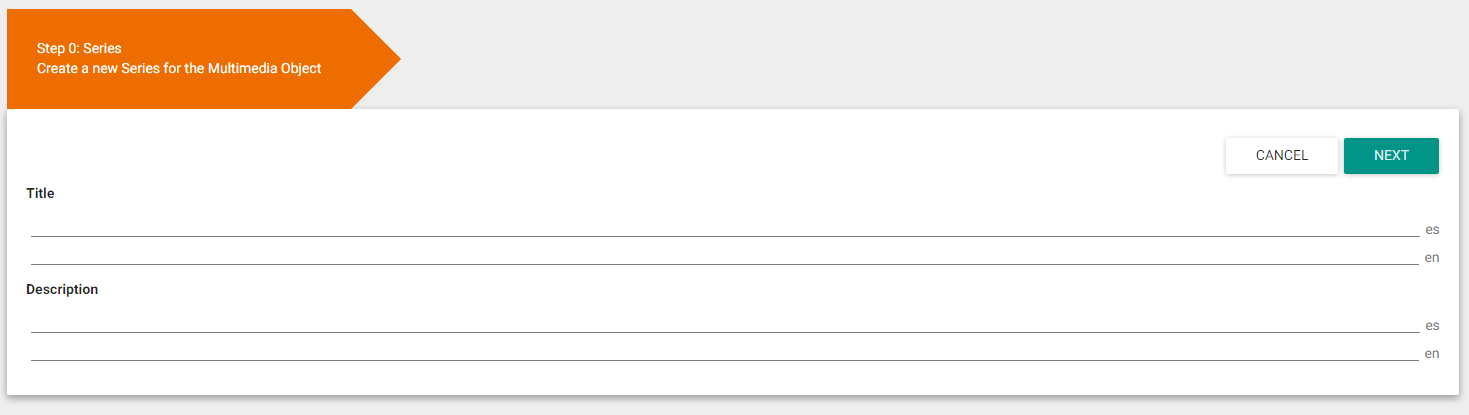 Step 0: Series
Create a new Series for the Multimedia Object
CANCEL NEXT
Title
es
en
Description
es
en